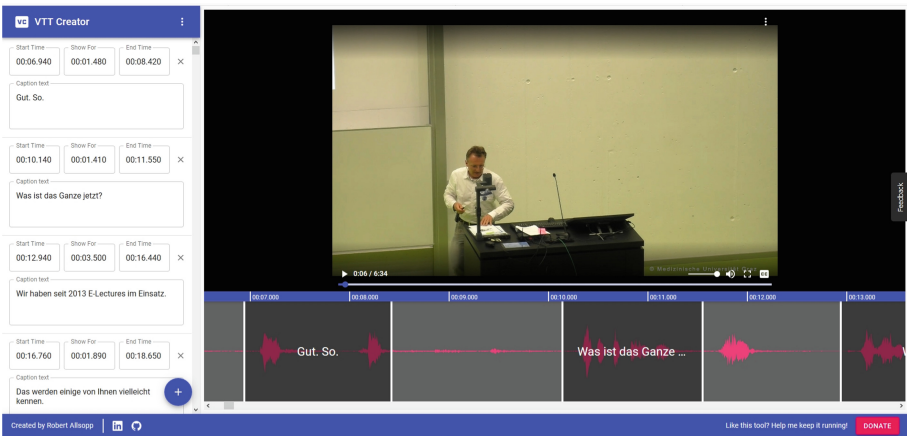 VC VTT Creator
Start Time Show For End Time
00:06.940 00:01.480 00:08.420
Caption text
Gut. So.
Start Time Show For End Time
00:10.140 00:01.410 00:11.550
Caption text
Was ist das Ganze jetzt?
Start Time Show For End Time
00:12.940 00:03.500 00:16.440
Caption text
Wir haben seit 2013 E-Lectures im Einsatz.
Start Time Show For End Time
00:16.760 00:01.890 00:18.650
Caption text
Das werden einige von Ihnen vielleicht
kennen.
© Medizinische
0:06 / 6:34
CC
Feedback
00:07.000 00:08.000 00:09.000 00:10.000 00:11.000 00:12.000 00:13.000
Gut. So. Was ist das Ganze ...
Created by Robert Allsopp in
Like this tool? Help me keep it running! DONATE